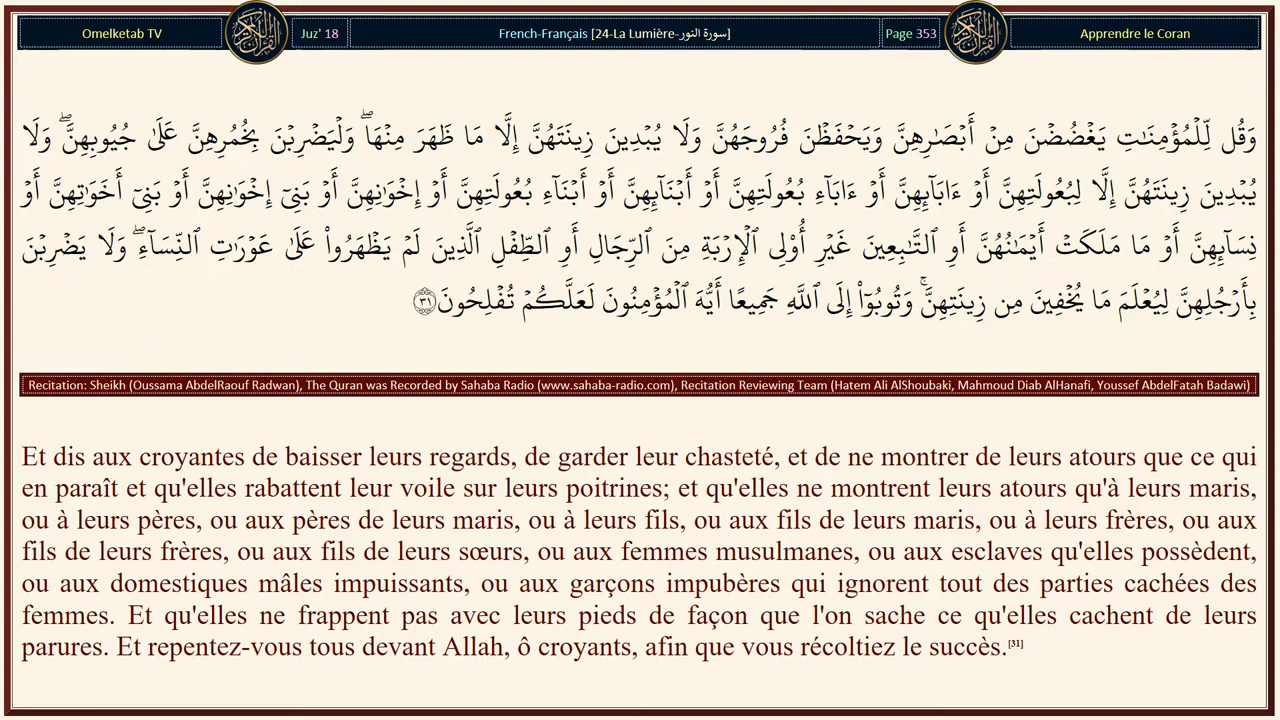 Omelketab TV
Juz' 18
French-Français [24-La Lumière-سورة النور]
Page 353
Apprendre le Coran
وَقُل لِّلْمُؤْمِنَـٰتِ يَغْضُضْنَ مِنْ أَبْصَـٰرِهِنَّ وَيَحْفَظْنَ فُرُوجَهُنَّ وَلَا يُبْدِينَ زِينَتَهُنَّ إِلَّا مَا ظَهَرَ مِنْهَا ۖ وَلْيَضْرِبْنَ بِخُمُرِهِنَّ عَلَىٰ جُيُوبِهِنَّ ۖ وَلَا
يُبْدِينَ زِينَتَهُنَّ إِلَّا لِبُعُولَتِهِنَّ أَوْ ءَابَآئِهِنَّ أَوْ ءَابَآءِ بُعُولَتِهِنَّ أَوْ أَبْنَآئِهِنَّ أَوْ أَبْنَآءِ بُعُولَتِهِنَّ أَوْ إِخْوَٰنِهِنَّ أَوْ بَنِىٓ إِخْوَٰنِهِنَّ أَوْ بَنِىٓ أَخَوَٰتِهِنَّ أَوْ
نِسَآئِهِنَّ أَوْ مَا مَلَكَتْ أَيْمَـٰنُهُنَّ أَوِ ٱلتَّـٰبِعِينَ غَيْرِ أُو۟لِى ٱلْإِرْبَةِ مِنَ ٱلرِّجَالِ أَوِ ٱلطِّفْلِ ٱلَّذِينَ لَمْ يَظْهَرُوا۟ عَلَىٰ عَوْرَٰتِ ٱلنِّسَآءِ ۖ وَلَا يَضْرِبْنَ
بِأَرْجُلِهِنَّ لِيُعْلَمَ مَا يُخْفِينَ مِن زِينَتِهِنَّ ۚ وَتُوبُوٓا۟ إِلَى ٱللَّهِ جَمِيعًا أَيُّهَ ٱلْمُؤْمِنُونَ لَعَلَّكُمْ تُفْلِحُونَ ٣١
Recitation: Sheikh (Oussama AbdelRaouf Radwan), The Quran was Recorded by Sahaba Radio (www.sahaba-radio.com), Recitation Reviewing Team (Hatem Ali AlShoubaki, Mahmoud Diab AlHanafi, Youssef AbdelFatah Badawi)
Et dis aux croyantes de baisser leurs regards, de garder leur chasteté, et de ne montrer de leurs atours que ce qui
en paraît et qu'elles rabattent leur voile sur leurs poitrines; et qu'elles ne montrent leurs atours qu'à leurs maris,
ou à leurs pères, ou aux pères de leurs maris, ou à leurs fils, ou aux fils de leurs maris, ou à leurs frères, ou aux
fils de leurs frères, ou aux fils de leurs sœurs, ou aux femmes musulmanes, ou aux esclaves qu'elles possèdent,
ou aux domestiques mâles impuissants, ou aux garçons impubères qui ignorent tout des parties cachées des
femmes. Et qu'elles ne frappent pas avec leurs pieds de façon que l'on sache ce qu'elles cachent de leurs
parures. Et repentez-vous tous devant Allah, ô croyants, afin que vous récoltiez le succès.[31]